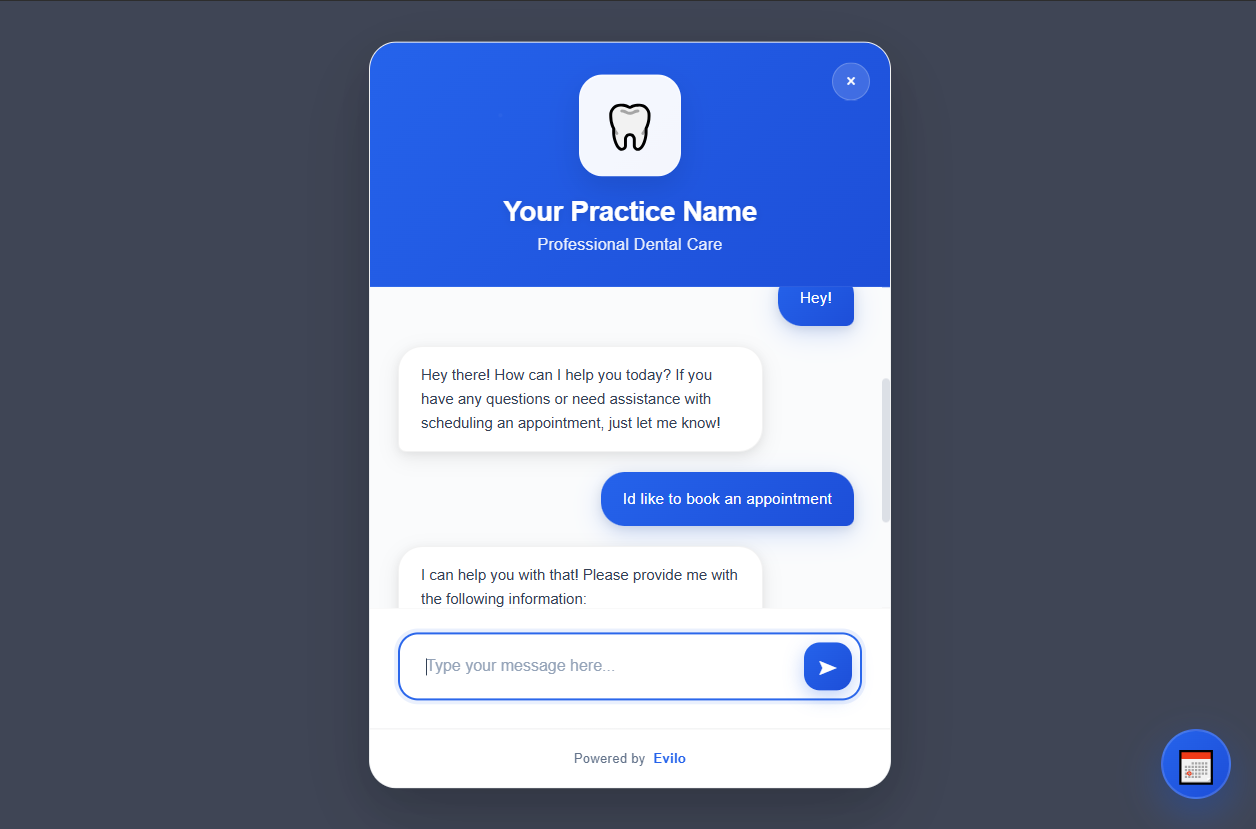 ×
Your Practice Name
Professional Dental Care
Hey!
Hey there! How can I help you today? If you
have any questions or need assistance with
scheduling an appointment, just let me know!
Id like to book an appointment
I can help you with that! Please provide me with
the following information:
Type your message here...
Powered by Evilo